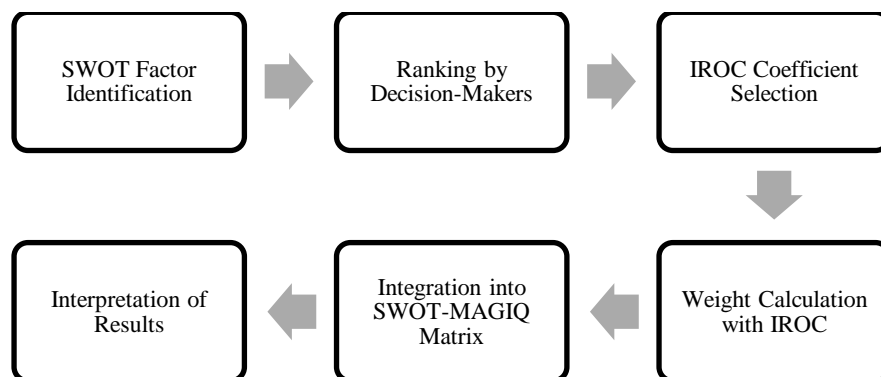 SWOT Factor
Identification
Ranking by
Decision-Makers
IROC Coefficient
Selection
Weight Calculation
with IROC
Integration into
SWOT-MAGIQ
Matrix
Interpretation of
Results